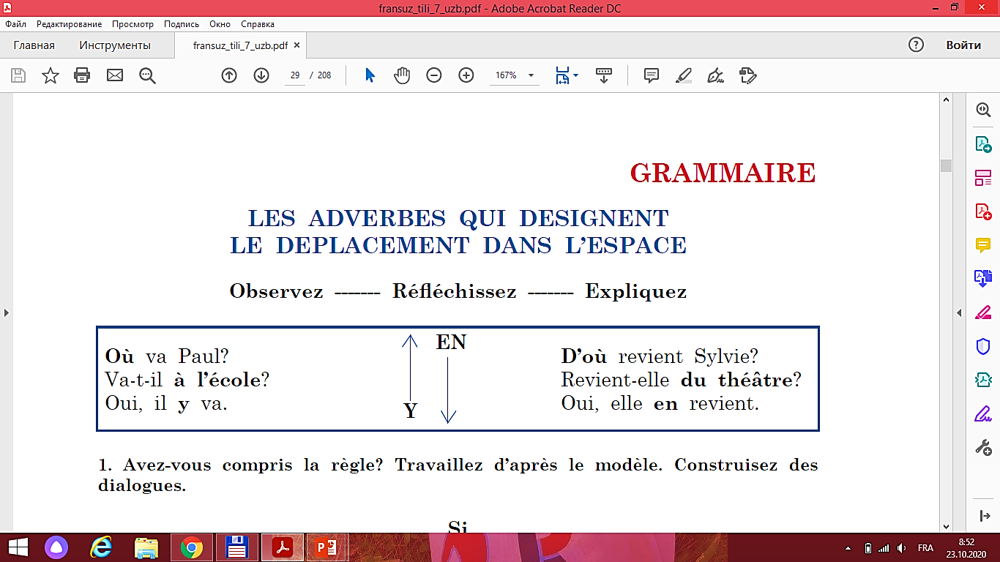 fransuz_tili_7_uzb.pdf - Adobe Acrobat Reader DC
Файл Редактирование Просмотр Подпись Окно Справка
Главная Инструменты fransuz_tili_7_uzb.pdf × Войти
29 / 208 167%
GRAMMAIRE
LES ADVERBES QUI DESIGNENT
LE DEPLACEMENT DANS L'ESPACE
Observez ------- Réfléchissez ------- Expliquez
Où va Paul?
Va-t-il à l'école?
Oui, il y va.
EN
Y
D'où revient Sylvie?
Revient-elle du théâtre?
Oui, elle en revient.
1. Avez-vous compris la règle? Travaillez d'après le modèle. Construisez des
dialogues.
Si
FRA
8:52
23.10.2020